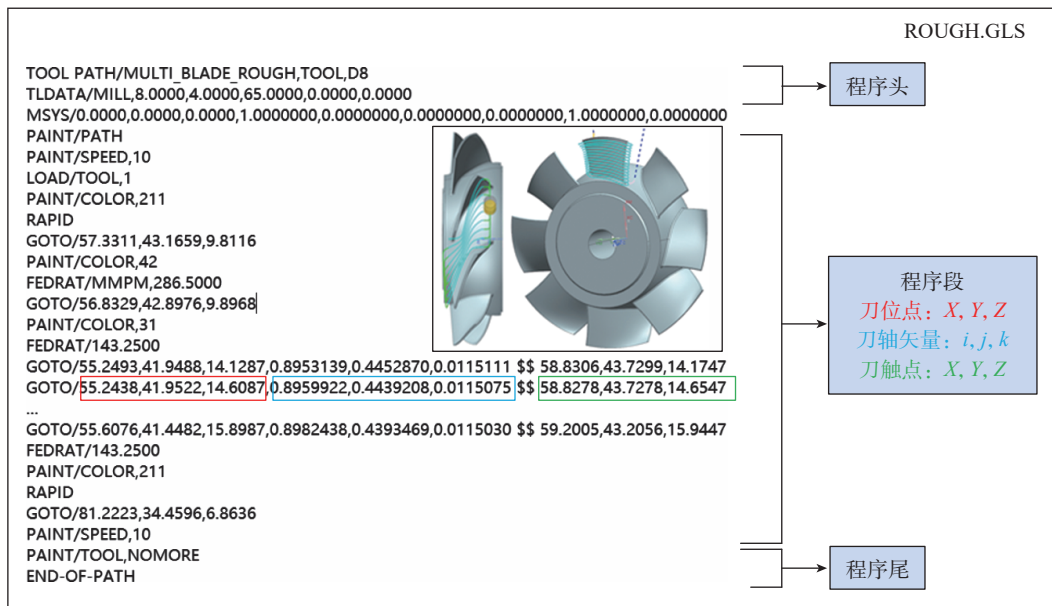 ROUGH.GLS
TOOL PATH/MULTI_BLADE_ROUGH,TOOL,D8
TLDATA/MILL,8.0000,4.0000,65.0000,0.0000,0.0000
MSYS/0.0000,0.0000,0.0000,1.0000000,0.0000000,0.0000000,0.0000000,1.0000000,0.0000000
PAINT/PATH
PAINT/SPEED,10
LOAD/TOOL,1
PAINT/COLOR,211
RAPID
GOTO/57.3311,43.1659,9.8116
PAINT/COLOR,42
FEDRAT/MMPM,286.5000
GOTO/56.8329,42.8976,9.8968
PAINT/COLOR,31
FEDRAT/143.2500
GOTO/55.2493,41.9488,14.1287,0.8953139,0.4452870,0.0115111 $$ 58.8306,43.7299,14.1747
GOTO/55.2438,41.9522,14.6087,0.8959922,0.4439208,0.0115075 $$ 58.8278,43.7278,14.6547
...
GOTO/55.6076,41.4482,15.8987,0.8982438,0.4393469,0.0115030 $$ 59.2005,43.2056,15.9447
FEDRAT/143.2500
PAINT/COLOR,211
RAPID
GOTO/81.2223,34.4596,6.8636
PAINT/SPEED,10
PAINT/TOOL,NOMORE
END-OF-PATH
程序头
程序段
刀位点：X, Y, Z
刀轴矢量：i, j, k
刀触点：X, Y, Z
程序尾